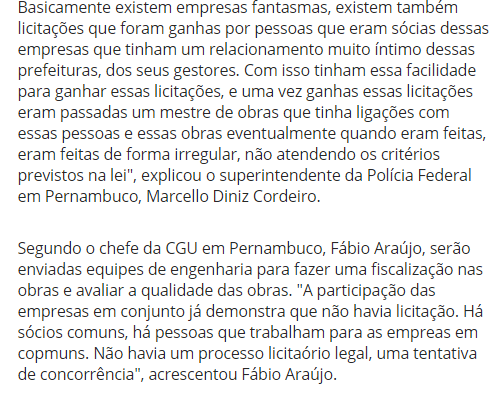 Basicamente existem empresas fantasmas, existem também
licitações que foram ganhas por pessoas que eram sócias dessas
empresas que tinham um relacionamento muito íntimo dessas
prefeituras, dos seus gestores. Com isso tinham essa facilidade
para ganhar essas licitações, e uma vez ganhas essas licitações
eram passadas um mestre de obras que tinha ligações com
essas pessoas e essas obras eventualmente quando eram feitas,
eram feitas de forma irregular, não atendendo os critérios
previstos na lei", explicou o superintendente da Polícia Federal
em Pernambuco, Marcello Diniz Cordeiro.
Segundo o chefe da CGU em Pernambuco, Fábio Araújo, serão
enviadas equipes de engenharia para fazer uma fiscalização nas
obras e avaliar a qualidade das obras. "A participação das
empresas em conjunto já demonstra que não havia licitação. Há
sócios comuns, há pessoas que trabalham para as empreas em
copmuns. Não havia um processo licitaório legal, uma tentativa
de concorrência", acrescentou Fábio Araújo.